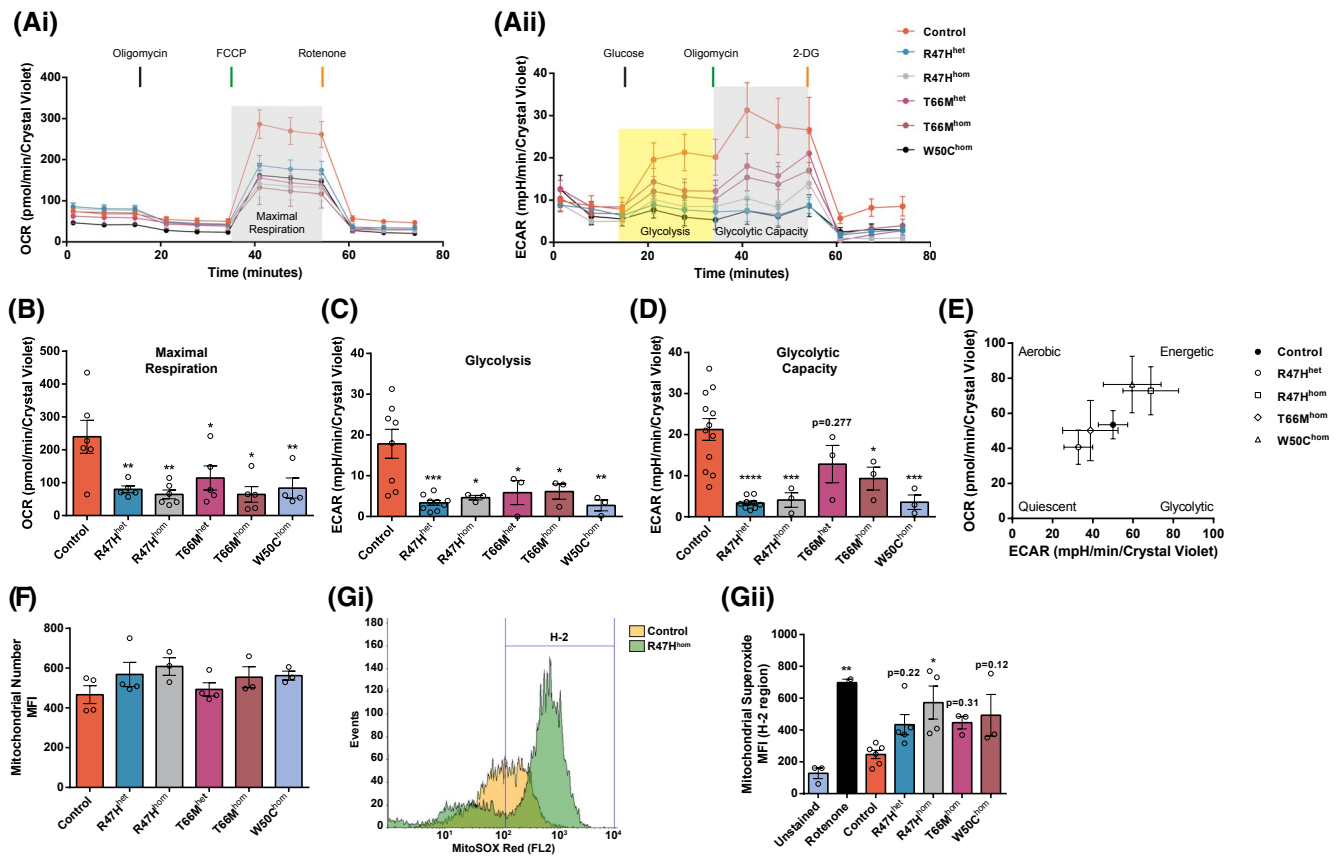 (Ai)
Oligomycin FCCP Rotenone
OCR (pmol/min/Crystal Violet)
400
300
200
100
0
Maximal
Respiration
0 20 40 60 80
Time (minutes)
(Aii)
Glucose Oligomycin 2-DG
ECAR (mpH/min/Crystal Violet)
40
30
20
10
0
Glycolysis Glycolytic Capacity
0 20 40 60 80
Time (minutes)
Control
R47Hhet
R47Hhom
T66Mhet
T66Mhom
W50Chom
(B)
Maximal
Respiration
OCR (pmol/min/Crystal Violet)
500
400
300
200
100
0
** ** * * **
Control R47Hhet R47Hhom T66Mhet T66Mhom W50Chom
(C)
Glycolysis
ECAR (mpH/min/Crystal Violet)
40
30
20
10
0
*** * * * **
Control R47Hhet R47Hhom T66Mhet T66Mhom W50Chom
(D)
Glycolytic
Capacity
ECAR (mpH/min/Crystal Violet)
40
30
20
10
0
**** *** p=0.277 * ***
Control R47Hhet R47Hhom T66Mhet T66Mhom W50Chom
(E)
OCR (pmol/min/Crystal Violet)
100
80
60
40
20
0
Aerobic Energetic
Quiescent Glycolytic
0 20 40 60 80 100
ECAR (mpH/min/Crystal Violet)
Control
R47Hhet
R47Hhom
T66Mhom
W50Chom
(F)
Mitochondrial Number
MFI
800
600
400
200
0
Control R47Hhet R47Hhom T66Mhet T66Mhom W50Chom
(Gi)
Events
180
160
140
120
100
80
60
40
20
0
H-2
Control
R47Hhom
101 102 103 104
MitoSOX Red (FL2)
(Gii)
Mitochondrial Superoxide
MFI (H-2 region)
1000
800
600
400
200
0
** p=0.22 * p=0.31 p=0.12
Unstained Rotenone Control R47Hhet R47Hhom T66Mhom W50Chom